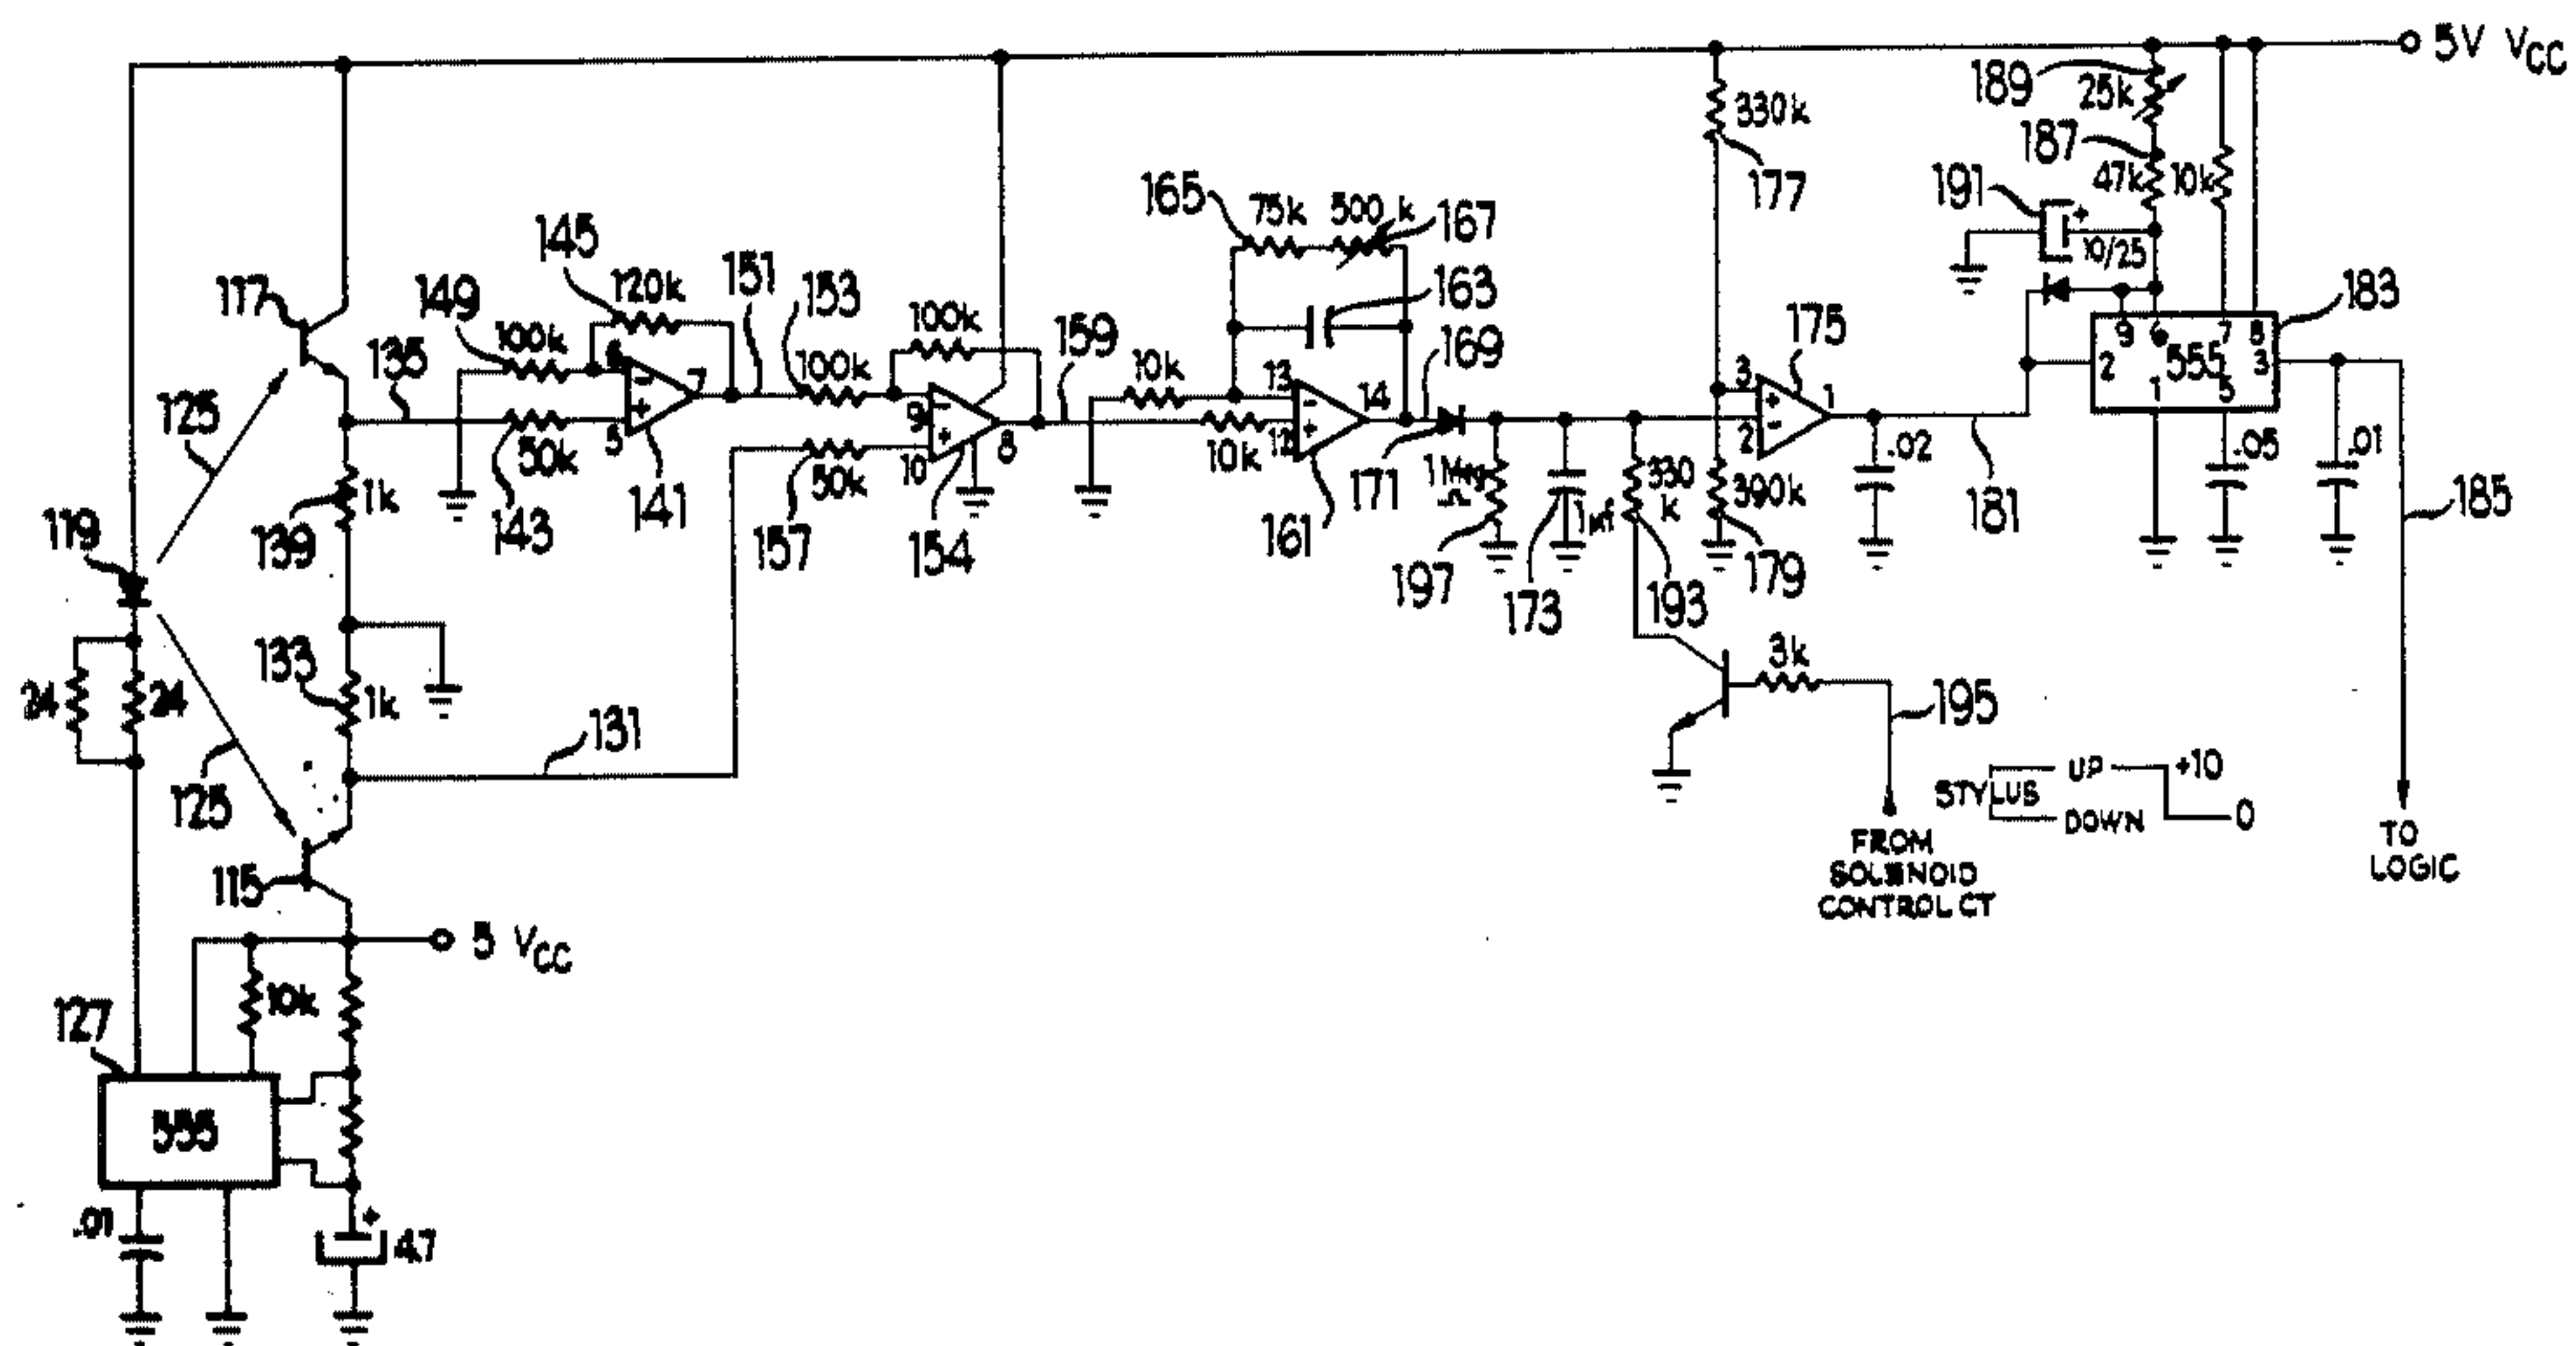 5V VCC
189
25k
187
47k
10k
191
+
10/25
330k
177
165
75k
500k
167
163
145
120k
151
153
100k
159
117
149
100k
135
125
6
-
7
+
5
50k
143
141
100k
9
-
8
+
10
50k
157
154
10k
13
-
14
169
+
12
10k
161
171
1Meg
Ω
197
1μf
173
330
k
193
3
+
1
2
-
175
390k
179
.02
181
9
6
7
8
2
555
3
1
5
183
.05
.01
185
139
1k
119
133
1k
24
24
125
131
115
5 VCC
127
10k
555
.01
+
4.7
3k
195
FROM
SOLENOID
CONTROL CT
STYLUS
UP
+10
DOWN
0
TO
LOGIC